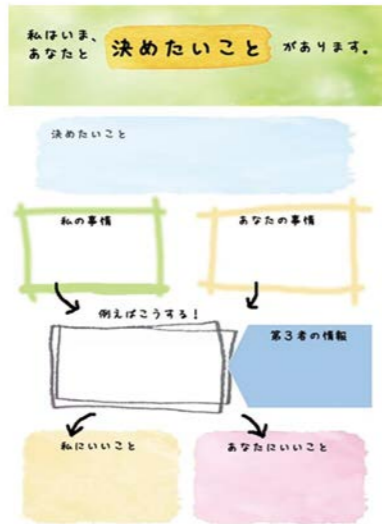 私はいま、
あなたと 決めたいこと があります。
決めたいこと
私の事情
あなたの事情
例えばこうする！
第3者の情報
私にいいこと
あなたにいいこと